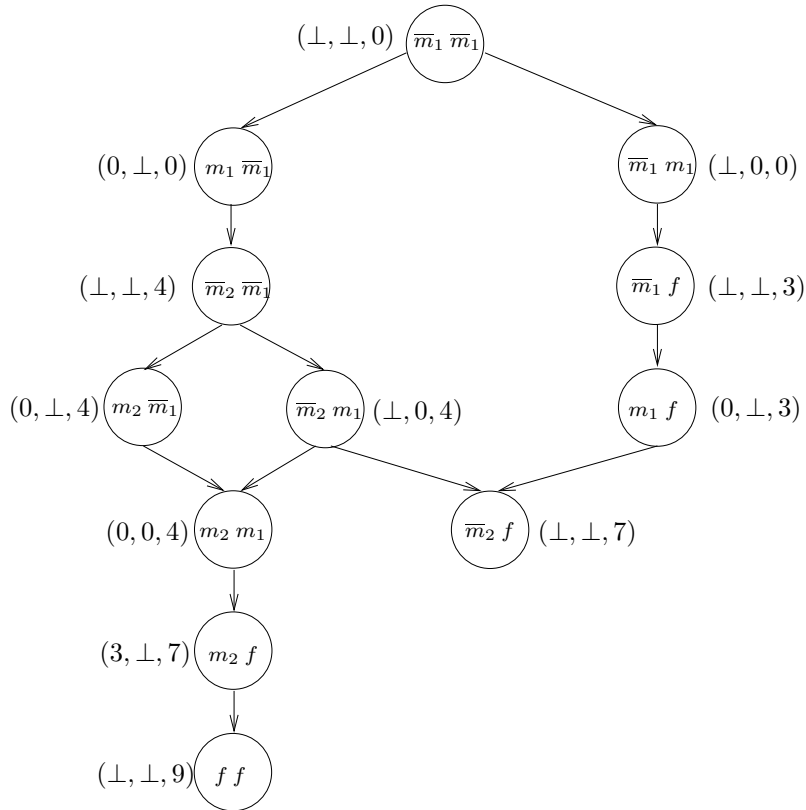 (⊥, ⊥, 0) m̅₁ m̅₁
(0, ⊥, 0) m₁ m̅₁ m̅₁ m₁ (⊥, 0, 0)
(⊥, ⊥, 4) m̅₂ m̅₁ m̅₁ f (⊥, ⊥, 3)
(0, ⊥, 4) m₂ m̅₁ m̅₂ m₁ (⊥, 0, 4) m₁ f (0, ⊥, 3)
(0, 0, 4) m₂ m₁ m̅₂ f (⊥, ⊥, 7)
(3, ⊥, 7) m₂ f
(⊥, ⊥, 9) f f